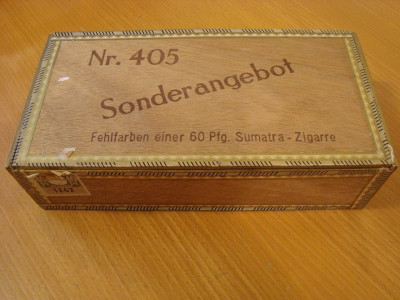 Nr. 405
Sonderangebot
Fehlfarben einer 60 Pfg. Sumatra - Zigarre